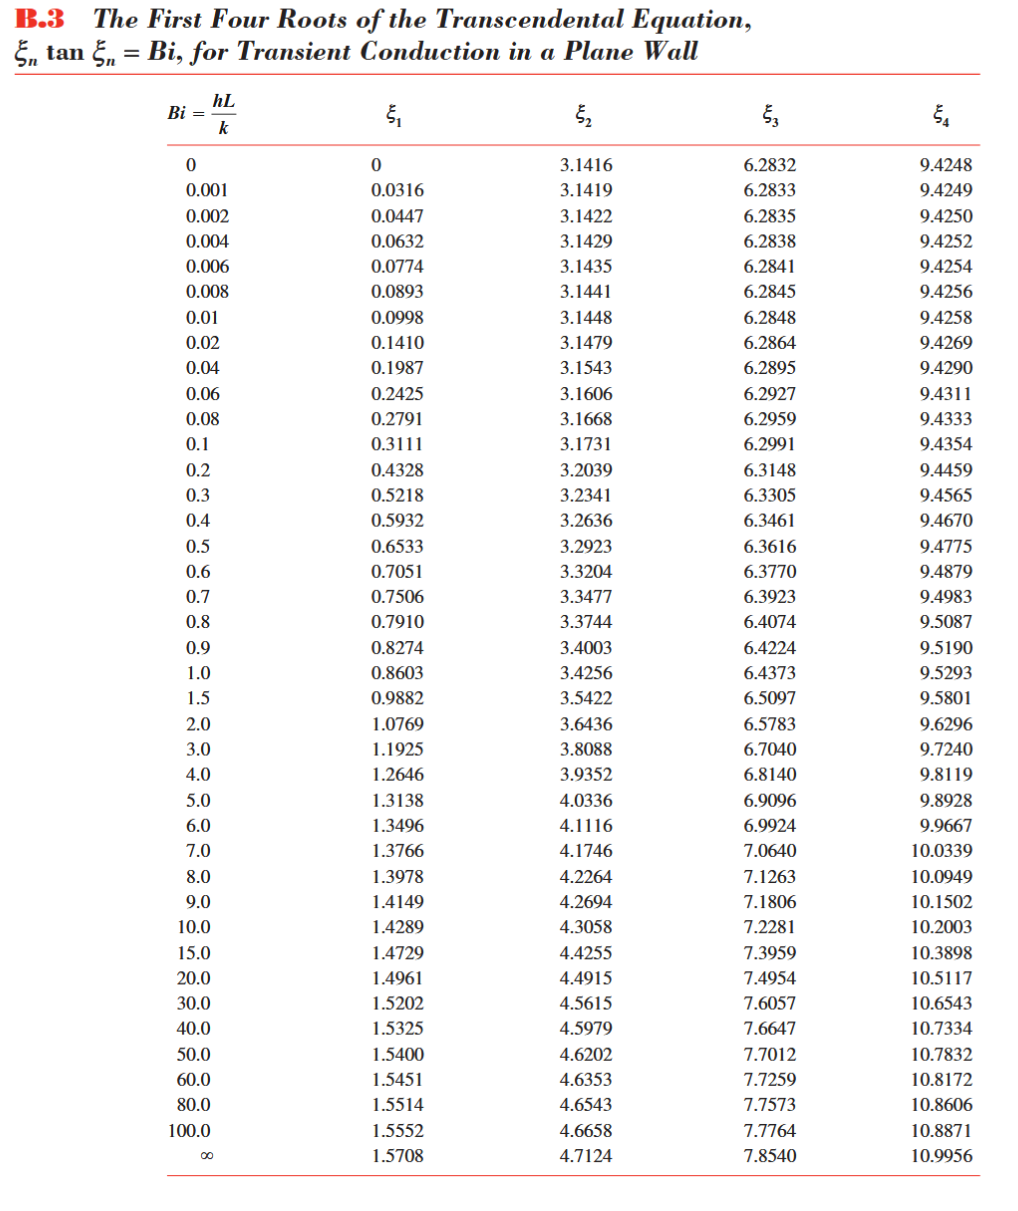 B.3 The First Four Roots of the Transcendental Equation,
ξn tan ξn = Bi, for Transient Conduction in a Plane Wall
Bi = hL/k ξ1 ξ2 ξ3 ξ4
0 0 3.1416 6.2832 9.4248
0.001 0.0316 3.1419 6.2833 9.4249
0.002 0.0447 3.1422 6.2835 9.4250
0.004 0.0632 3.1429 6.2838 9.4252
0.006 0.0774 3.1435 6.2841 9.4254
0.008 0.0893 3.1441 6.2845 9.4256
0.01 0.0998 3.1448 6.2848 9.4258
0.02 0.1410 3.1479 6.2864 9.4269
0.04 0.1987 3.1543 6.2895 9.4290
0.06 0.2425 3.1606 6.2927 9.4311
0.08 0.2791 3.1668 6.2959 9.4333
0.1 0.3111 3.1731 6.2991 9.4354
0.2 0.4328 3.2039 6.3148 9.4459
0.3 0.5218 3.2341 6.3305 9.4565
0.4 0.5932 3.2636 6.3461 9.4670
0.5 0.6533 3.2923 6.3616 9.4775
0.6 0.7051 3.3204 6.3770 9.4879
0.7 0.7506 3.3477 6.3923 9.4983
0.8 0.7910 3.3744 6.4074 9.5087
0.9 0.8274 3.4003 6.4224 9.5190
1.0 0.8603 3.4256 6.4373 9.5293
1.5 0.9882 3.5422 6.5097 9.5801
2.0 1.0769 3.6436 6.5783 9.6296
3.0 1.1925 3.8088 6.7040 9.7240
4.0 1.2646 3.9352 6.8140 9.8119
5.0 1.3138 4.0336 6.9096 9.8928
6.0 1.3496 4.1116 6.9924 9.9667
7.0 1.3766 4.1746 7.0640 10.0339
8.0 1.3978 4.2264 7.1263 10.0949
9.0 1.4149 4.2694 7.1806 10.1502
10.0 1.4289 4.3058 7.2281 10.2003
15.0 1.4729 4.4255 7.3959 10.3898
20.0 1.4961 4.4915 7.4954 10.5117
30.0 1.5202 4.5615 7.6057 10.6543
40.0 1.5325 4.5979 7.6647 10.7334
50.0 1.5400 4.6202 7.7012 10.7832
60.0 1.5451 4.6353 7.7259 10.8172
80.0 1.5514 4.6543 7.7573 10.8606
100.0 1.5552 4.6658 7.7764 10.8871
∞ 1.5708 4.7124 7.8540 10.9956